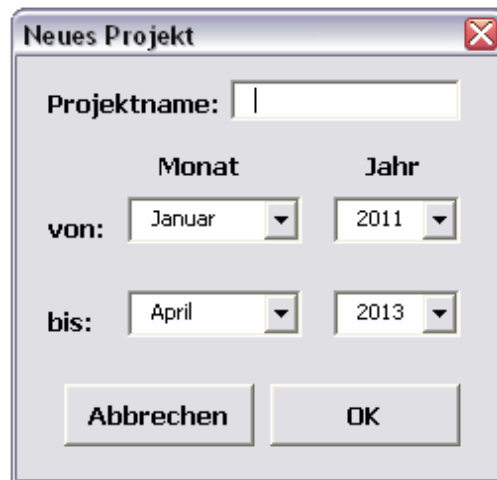 Neues Projekt
Projektname:
Monat Jahr
von: Januar 2011
bis: April 2013
Abbrechen OK